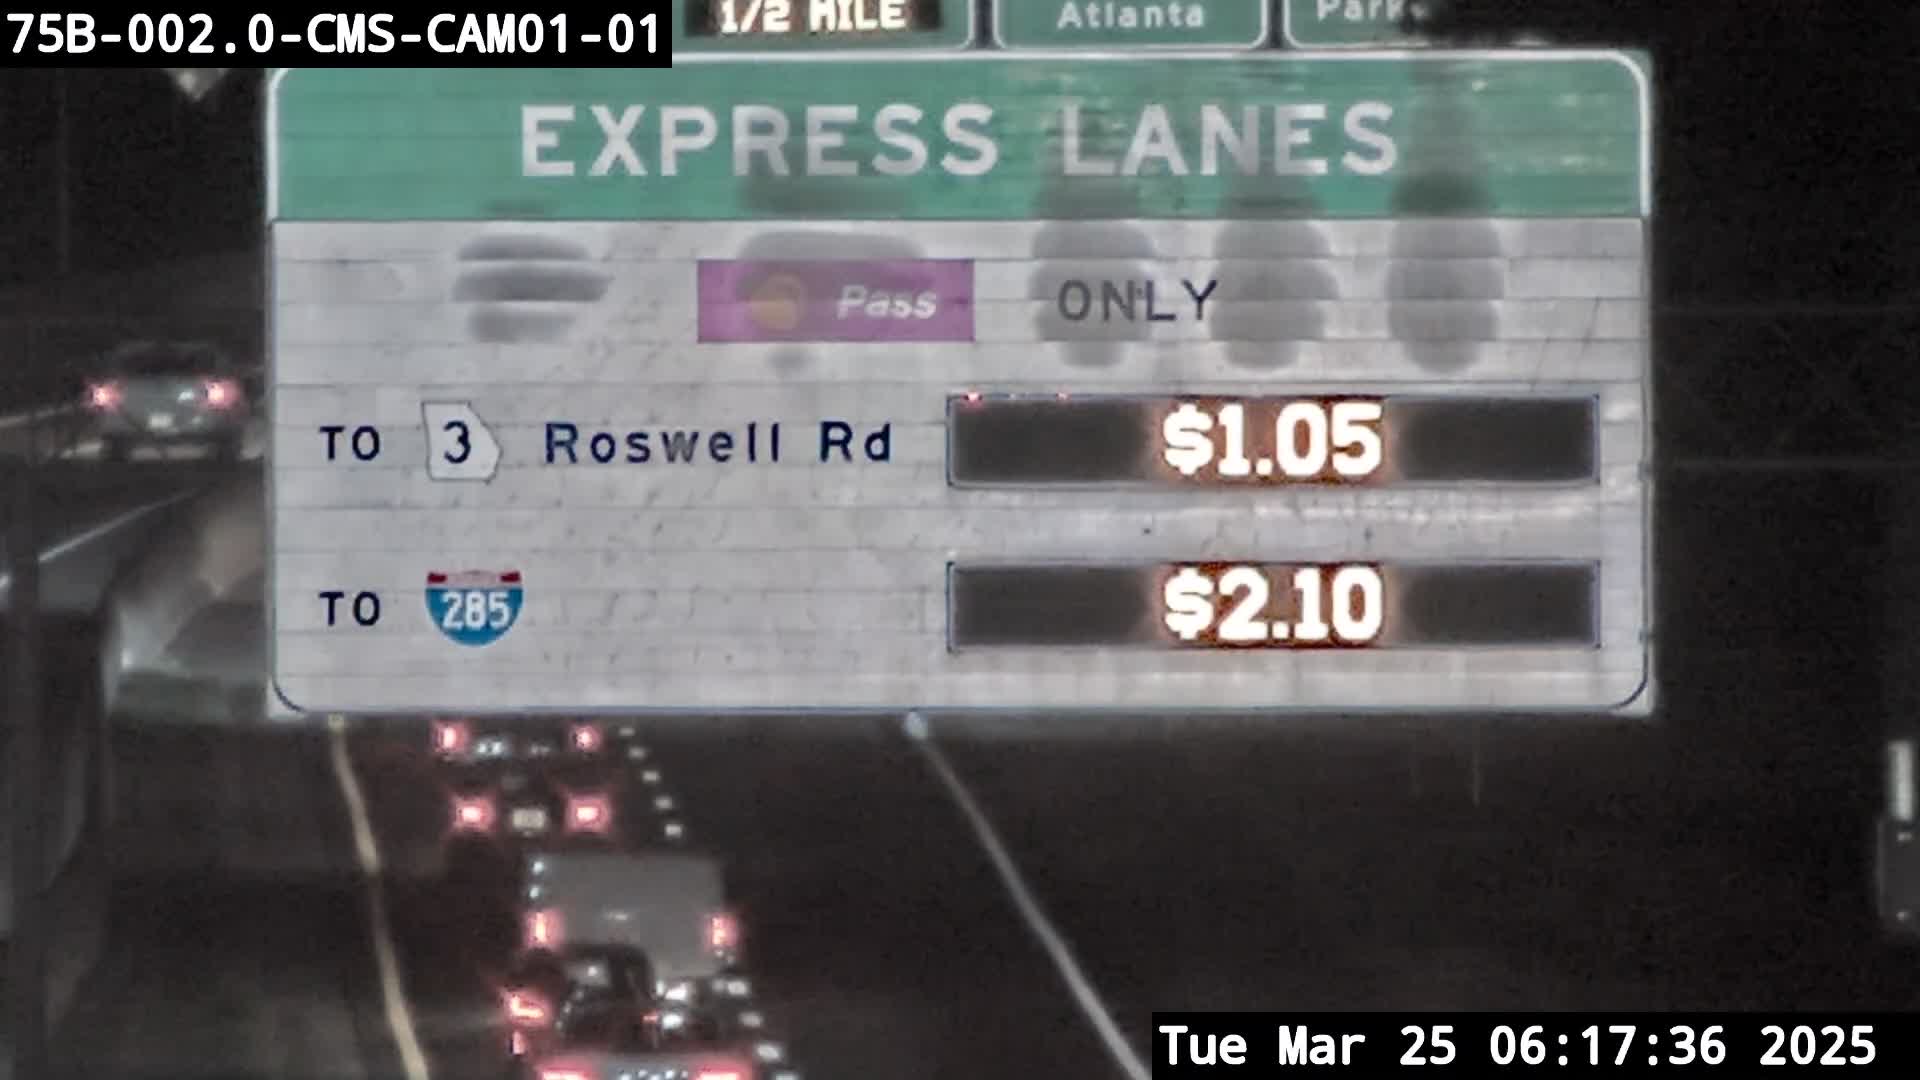 75B-002.0-CMS-CAM01-01
1/2 MILE
Atlanta
EXPRESS LANES
Pass ONLY
TO 3 Roswell Rd $1.05
TO 285 $2.10
Tue Mar 25 06:17:36 2025